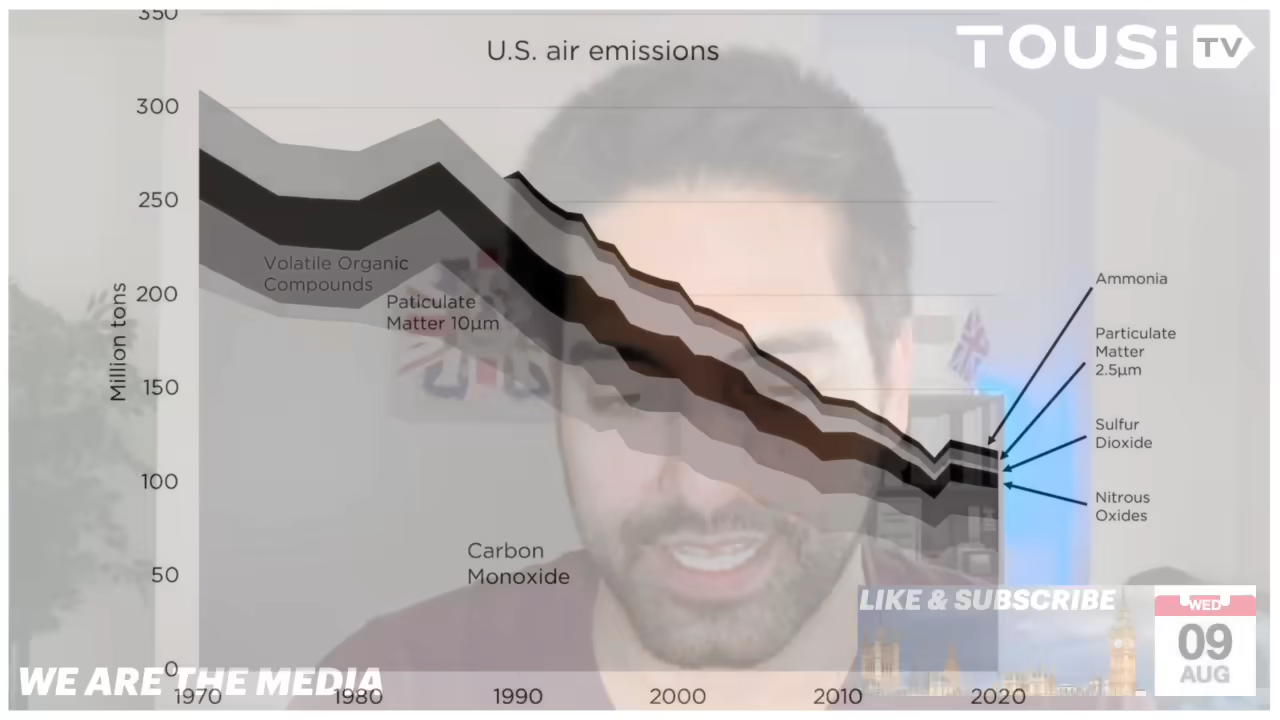 350
U.S. air emissions
TOUSi TV
300
250
Volatile Organic
Compounds
Paticulate
Matter 10µm
200
Million tons
150
100
50
0
Carbon
Monoxide
Ammonia
Particulate
Matter
2.5µm
Sulfur
Dioxide
Nitrous
Oxides
LIKE & SUBSCRIBE
WED
09
AUG
WE ARE THE MEDIA
1970
1980
1990
2000
2010
2020